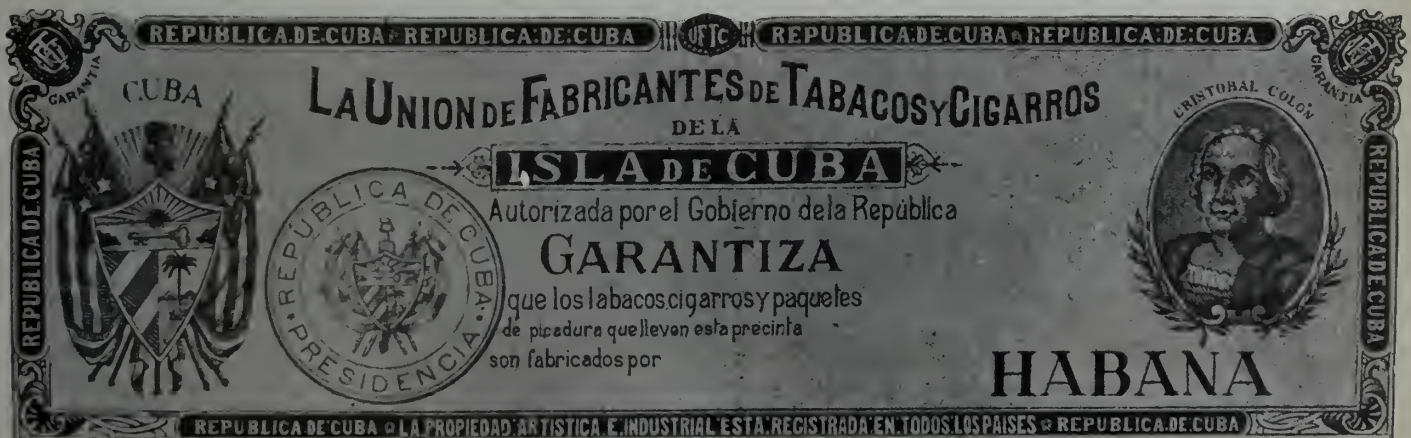 REPUBLICA.DE.CUBA REPUBLICA:DE:CUBA UFTC REPUBLICA.DE.CUBA REPUBLICA:DE:CUBA
GARANTIA
GARANTIA
CUBA
LA UNION DE FABRICANTES DE TABACOS Y CIGARROS
DE LA
ISLA DE CUBA
Autorizada por el Gobierno de la República
GARANTIZA
que los tabacos.cigarros y paquetes
de picadura que lleven esta precinta
son fabricados por
REPÚBLICA DE CUBA
PRESIDENCIA
CRISTOBAL COLÓN
HABANA
REPUBLICA DE CUBA
REPUBLICA DE CUBA
REPUBLICA DE CUBA LA PROPIEDAD ARTISTICA E INDUSTRIAL ESTA REGISTRADA EN TODOS LOS PAISES REPUBLICA DE CUBA